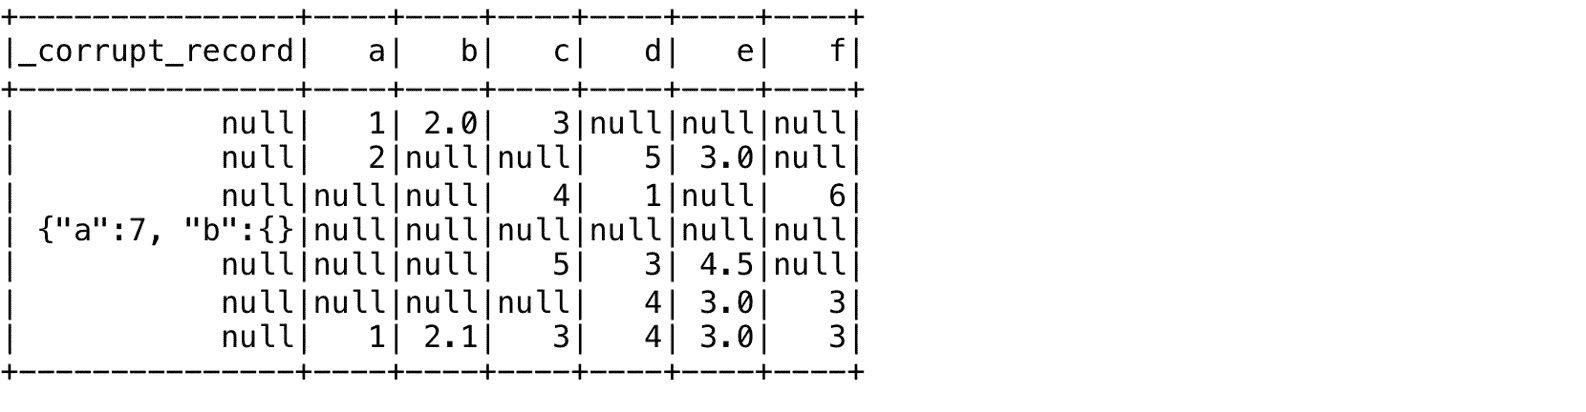 +---------------+----+----+----+----+----+----+
|_corrupt_record|   a|   b|   c|   d|   e|   f|
+---------------+----+----+----+----+----+----+
|           null|   1| 2.0|   3|null|null|null|
|           null|   2|null|null|   5| 3.0|null|
|           null|null|null|   4|   1|null|   6|
| {"a":7, "b":{}|null|null|null|null|null|null|
|           null|null|null|   5|   3| 4.5|null|
|           null|null|null|null|   4| 3.0|   3|
|           null|   1| 2.1|   3|   4| 3.0|   3|
+---------------+----+----+----+----+----+----+